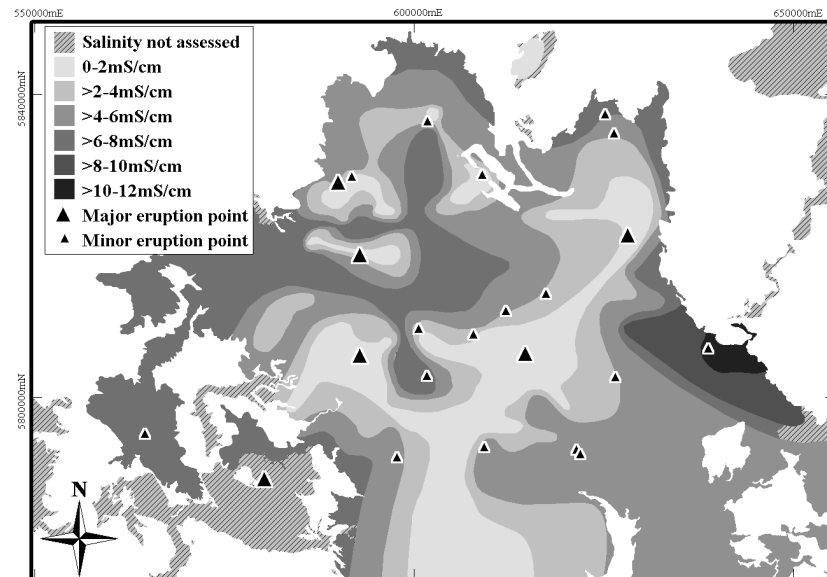 550000mE
600000mE
650000mE
5840000mN
5800000mN
Salinity not assessed
0-2mS/cm
>2-4mS/cm
>4-6mS/cm
>6-8mS/cm
>8-10mS/cm
>10-12mS/cm
Major eruption point
Minor eruption point
N